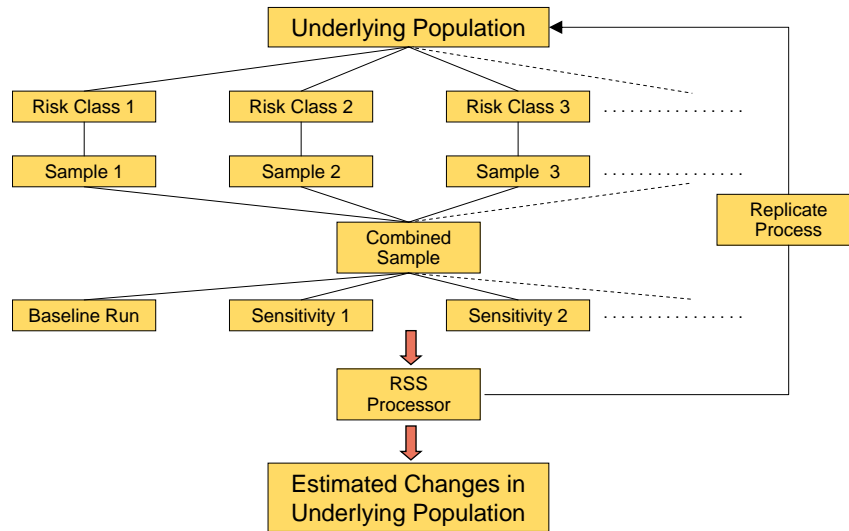 Underlying Population
Risk Class 1
Risk Class 2
Risk Class 3
Sample 1
Sample 2
Sample 3
Replicate
Process
Combined
Sample
Baseline Run
Sensitivity 1
Sensitivity 2
RSS
Processor
Estimated Changes in
Underlying Population